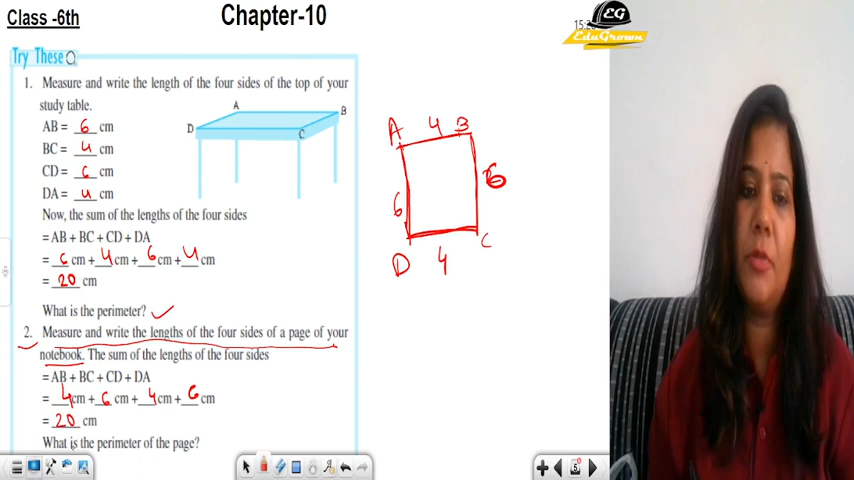 Class -6th
Chapter-10
15:2
EG
EduGrown
Try These
1. Measure and write the length of the four sides of the top of your
study table.
AB = 6 cm
BC = 4 cm
CD = 6 cm
DA = 4 cm
A
B
C
D
Now, the sum of the lengths of the four sides
= AB + BC + CD + DA
= 6 cm + 4 cm + 6 cm + 4 cm
= 20 cm
What is the perimeter?
2. Measure and write the lengths of the four sides of a page of your
notebook. The sum of the lengths of the four sides
= AB + BC + CD + DA
= 4 cm + 6 cm + 4 cm + 6 cm
= 20 cm
What is the perimeter of the page?
A 4 B
6
6
D 4 C
5